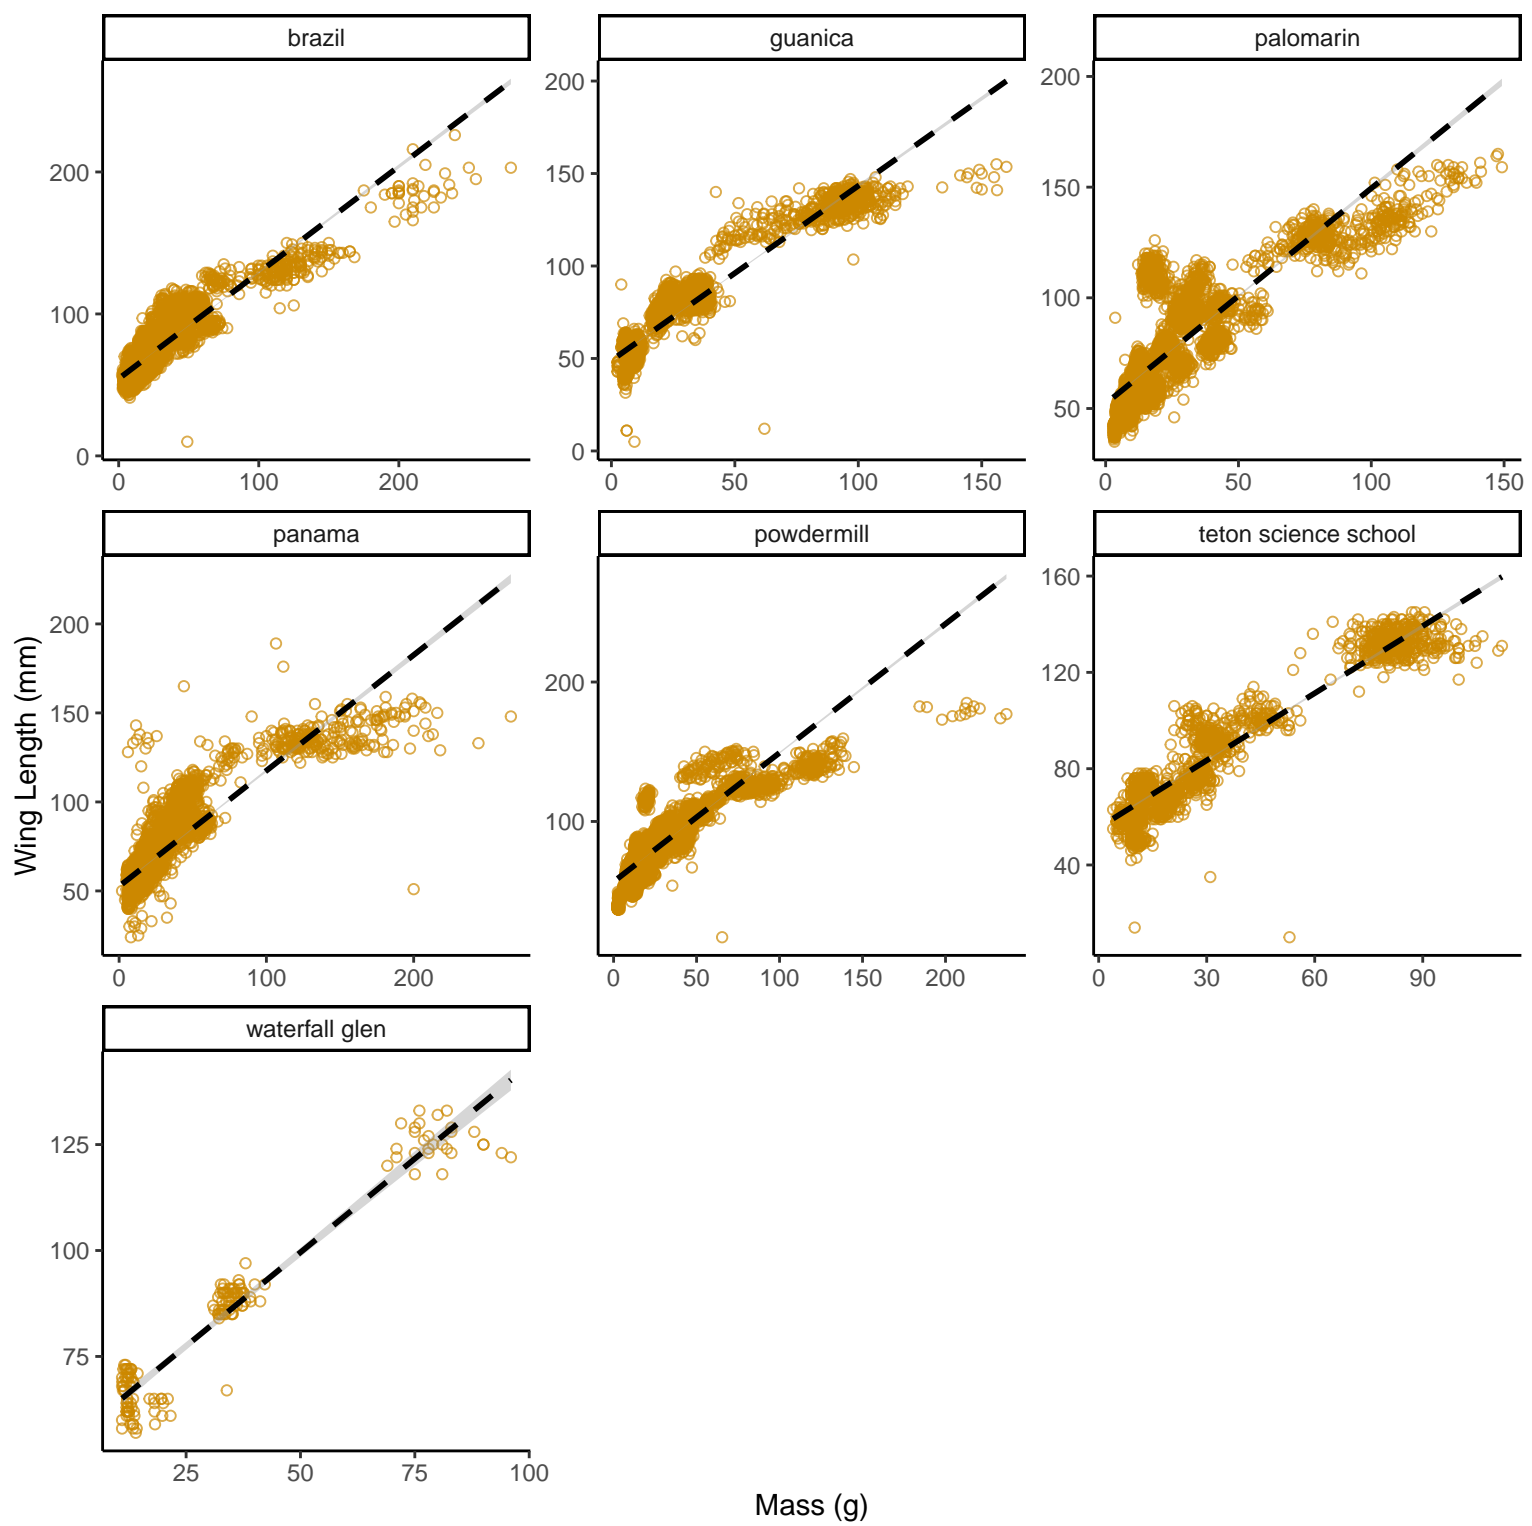 brazil guanica palomarin
200
100
0
0 100 200
200
150
100
50
0
0 50 100 150
200
150
100
50
0 50 100 150
panama powdermill teton science school
Wing Length (mm)
200
150
100
50
0 100 200
200
100
0 50 100 150 200
160
120
80
40
0 30 60 90
waterfall glen
125
100
75
25 50 75 100
Mass (g)